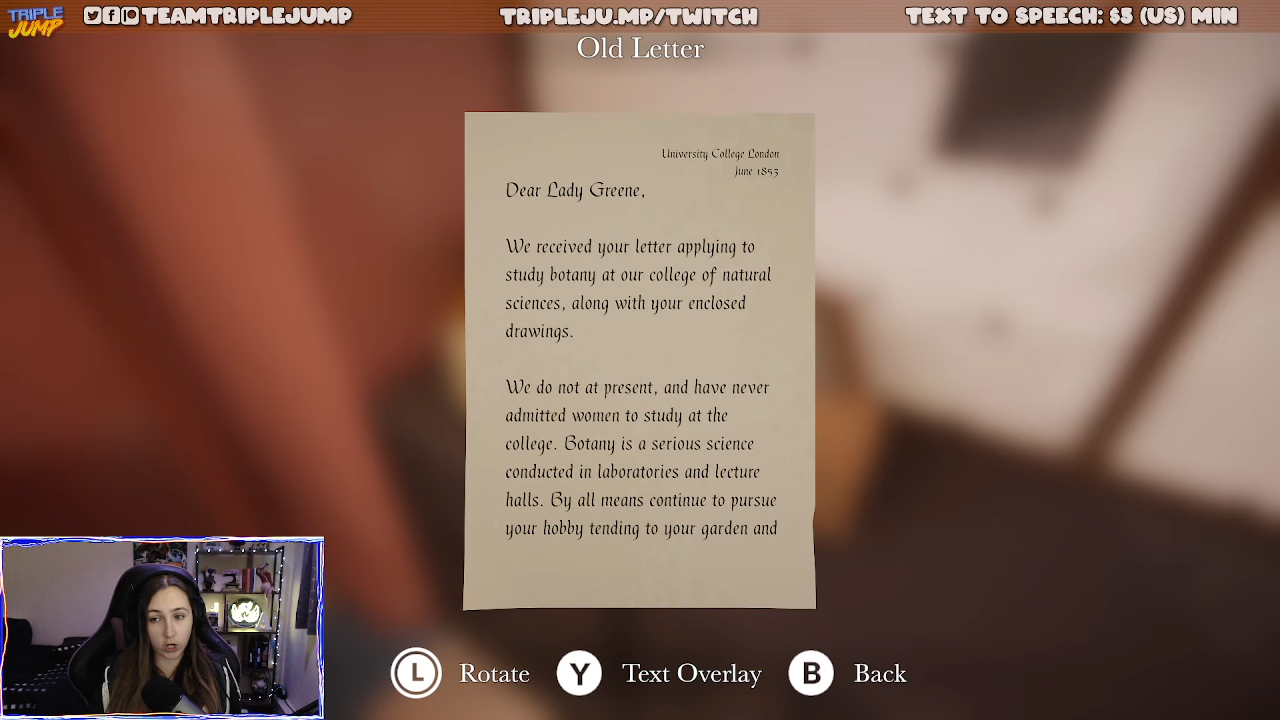 TRIPLE
JUMP
TEAMTRIPLEJUMP
TRIPLEJU.MP/TWITCH
TEXT TO SPEECH: $5 (US) MIN
Old Letter
University College London
June 1853
Dear Lady Greene,
We received your letter applying to
study botany at our college of natural
sciences, along with your enclosed
drawings.
We do not at present, and have never
admitted women to study at the
college. Botany is a serious science
conducted in laboratories and lecture
halls. By all means continue to pursue
your hobby tending to your garden and
L Rotate
Y Text Overlay
B Back